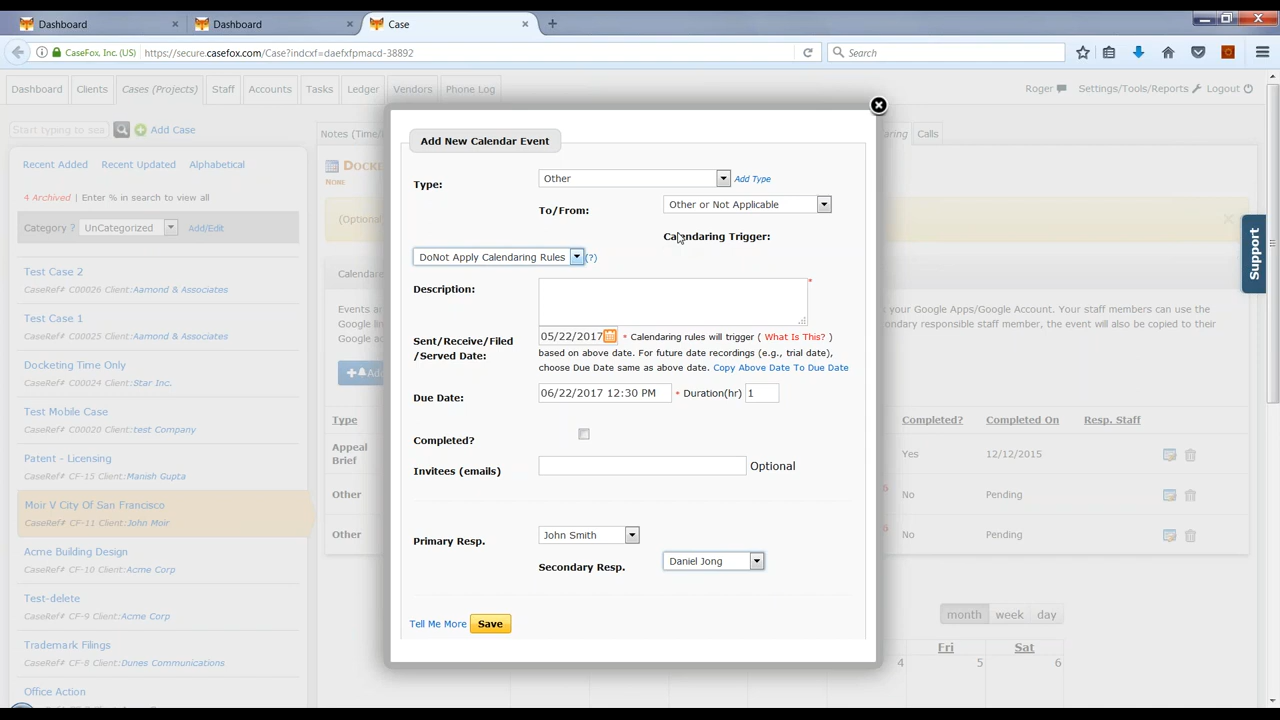 Dashboard
Dashboard
Case
CaseFox, Inc. (US)
https://secure.casefox.com/Case?indcxf=daefxfpmacd-38892
Search
Dashboard
Clients
Cases (Projects)
Staff
Accounts
Tasks
Ledger
Vendors
Phone Log
Roger
Settings/Tools/Reports
Logout
Start typing to sea
Add Case
Notes (Time/
Calls
Recent Added
Recent Updated
Alphabetical
4 Archived | Enter % in search to view all
Category ?
UnCategorized
Add/Edit
Test Case 2
CaseRef# C00026 Client:Aamond & Associates
Test Case 1
CaseRef# C00025 Client:Aamond & Associates
Docketing Time Only
CaseRef# C00024 Client:Star Inc.
Test Mobile Case
CaseRef# C00020 Client:test Company
Patent - Licensing
CaseRef# CF-15 Client:Manish Gupta
Moir V City Of San Francisco
CaseRef# CF-11 Client:John Moir
Acme Building Design
CaseRef# CF-10 Client:Acme Corp
Test-delete
CaseRef# CF-9 Client:Acme Corp
Trademark Filings
CaseRef# CF-8 Client:Dunes Communications
Office Action
NONE
(Optional
Calendar
Events a
Google lin
Google ac
your Google Apps/Google Account. Your staff members can use the
ondary responsible staff member, the event will also be copied to their
Add
Type
Completed?
Completed On
Resp. Staff
Appeal
Brief
Yes
12/12/2015
Other
No
Pending
Other
No
Pending
month
week
day
Fri
Sat
4
5
6
Support
Add New Calendar Event
Type:
Other
Add Type
To/From:
Other or Not Applicable
Calendaring Trigger:
DoNot Apply Calendaring Rules
(?)
Description:
*
Sent/Receive/Filed
/Served Date:
05/22/2017
* Calendaring rules will trigger ( What Is This? )
based on above date. For future date recordings (e.g., trial date),
choose Due Date same as above date. Copy Above Date To Due Date
Due Date:
06/22/2017 12:30 PM
* Duration(hr)
1
Completed?
Invitees (emails)
Optional
Primary Resp.
John Smith
Secondary Resp.
Daniel Jong
Tell Me More
Save